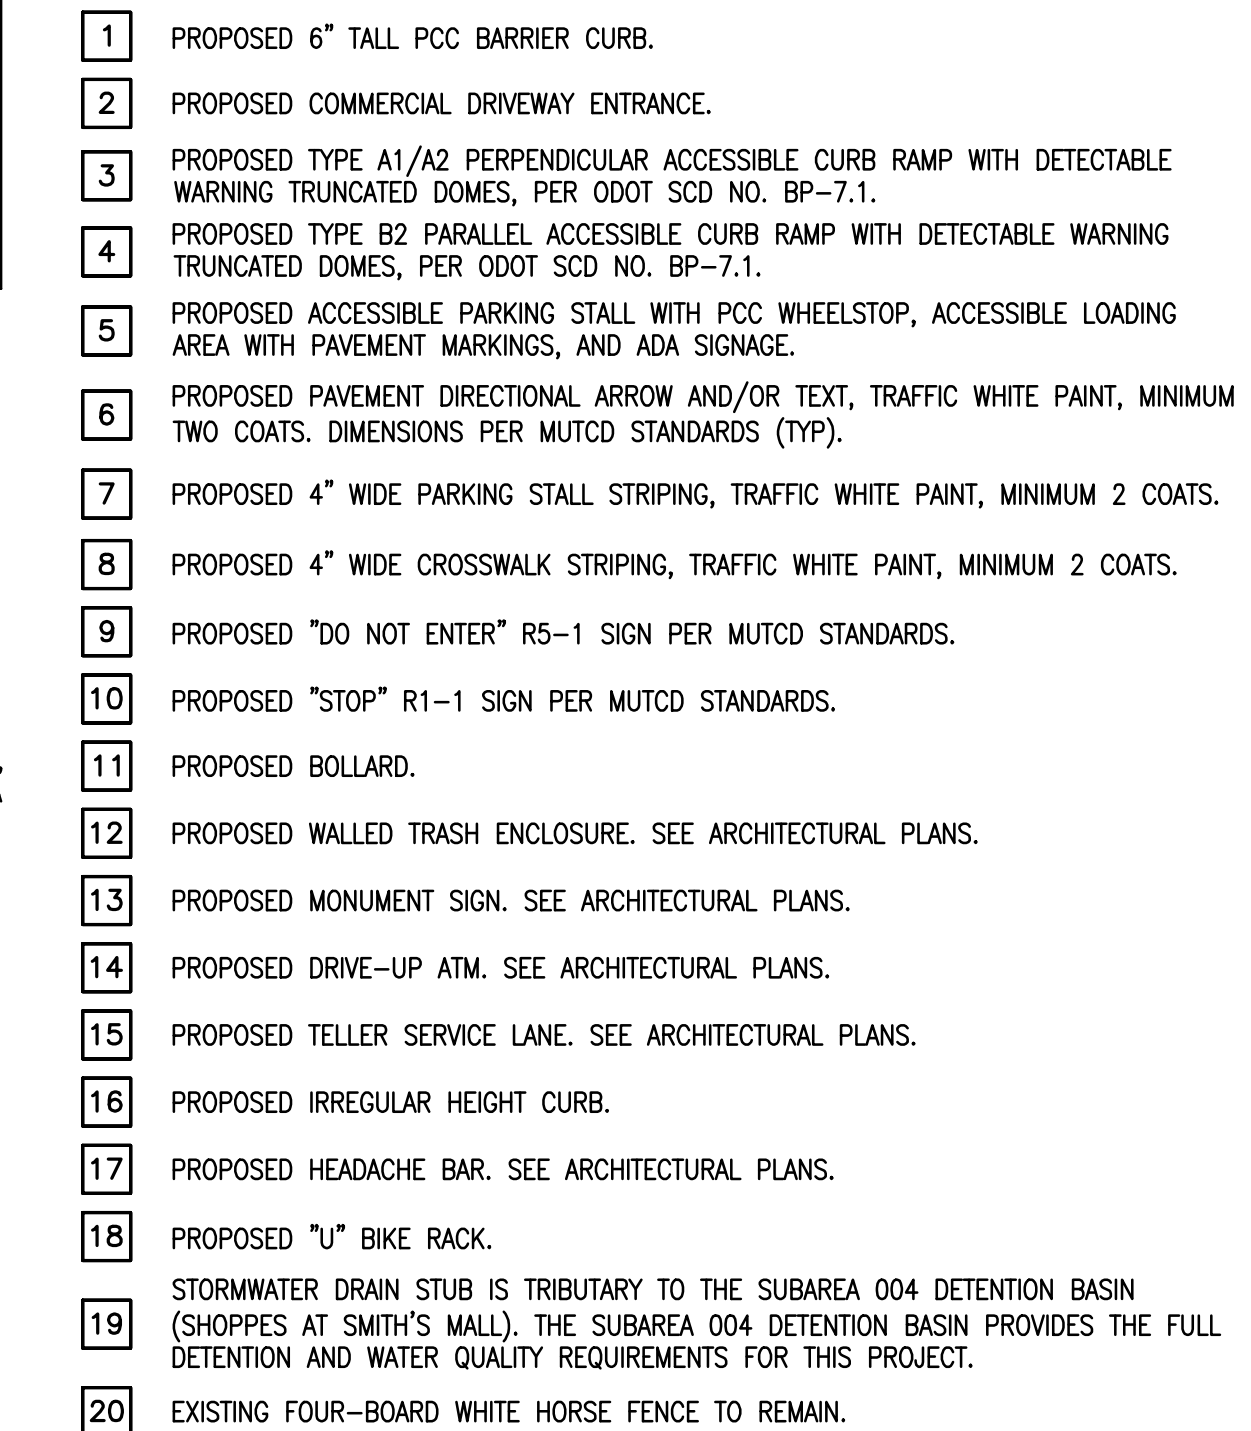 1 PROPOSED 6” TALL PCC BARRIER CURB.
2 PROPOSED COMMERCIAL DRIVEWAY ENTRANCE.
3 PROPOSED TYPE A1/A2 PERPENDICULAR ACCESSIBLE CURB RAMP WITH DETECTABLE
WARNING TRUNCATED DOMES, PER ODOT SCD NO. BP-7.1.
4 PROPOSED TYPE B2 PARALLEL ACCESSIBLE CURB RAMP WITH DETECTABLE WARNING
TRUNCATED DOMES, PER ODOT SCD NO. BP-7.1.
5 PROPOSED ACCESSIBLE PARKING STALL WITH PCC WHEELSTOP, ACCESSIBLE LOADING
AREA WITH PAVEMENT MARKINGS, AND ADA SIGNAGE.
6 PROPOSED PAVEMENT DIRECTIONAL ARROW AND/OR TEXT, TRAFFIC WHITE PAINT, MINIMUM
TWO COATS. DIMENSIONS PER MUTCD STANDARDS (TYP).
7 PROPOSED 4” WIDE PARKING STALL STRIPING, TRAFFIC WHITE PAINT, MINIMUM 2 COATS.
8 PROPOSED 4” WIDE CROSSWALK STRIPING, TRAFFIC WHITE PAINT, MINIMUM 2 COATS.
9 PROPOSED ”DO NOT ENTER” R5-1 SIGN PER MUTCD STANDARDS.
10 PROPOSED ”STOP” R1-1 SIGN PER MUTCD STANDARDS.
11 PROPOSED BOLLARD.
12 PROPOSED WALLED TRASH ENCLOSURE. SEE ARCHITECTURAL PLANS.
13 PROPOSED MONUMENT SIGN. SEE ARCHITECTURAL PLANS.
14 PROPOSED DRIVE-UP ATM. SEE ARCHITECTURAL PLANS.
15 PROPOSED TELLER SERVICE LANE. SEE ARCHITECTURAL PLANS.
16 PROPOSED IRREGULAR HEIGHT CURB.
17 PROPOSED HEADACHE BAR. SEE ARCHITECTURAL PLANS.
18 PROPOSED ”U” BIKE RACK.
STORMWATER DRAIN STUB IS TRIBUTARY TO THE SUBAREA 004 DETENTION BASIN
19 (SHOPPES AT SMITH'S MALL). THE SUBAREA 004 DETENTION BASIN PROVIDES THE FULL
DETENTION AND WATER QUALITY REQUIREMENTS FOR THIS PROJECT.
20 EXISTING FOUR-BOARD WHITE HORSE FENCE TO REMAIN.